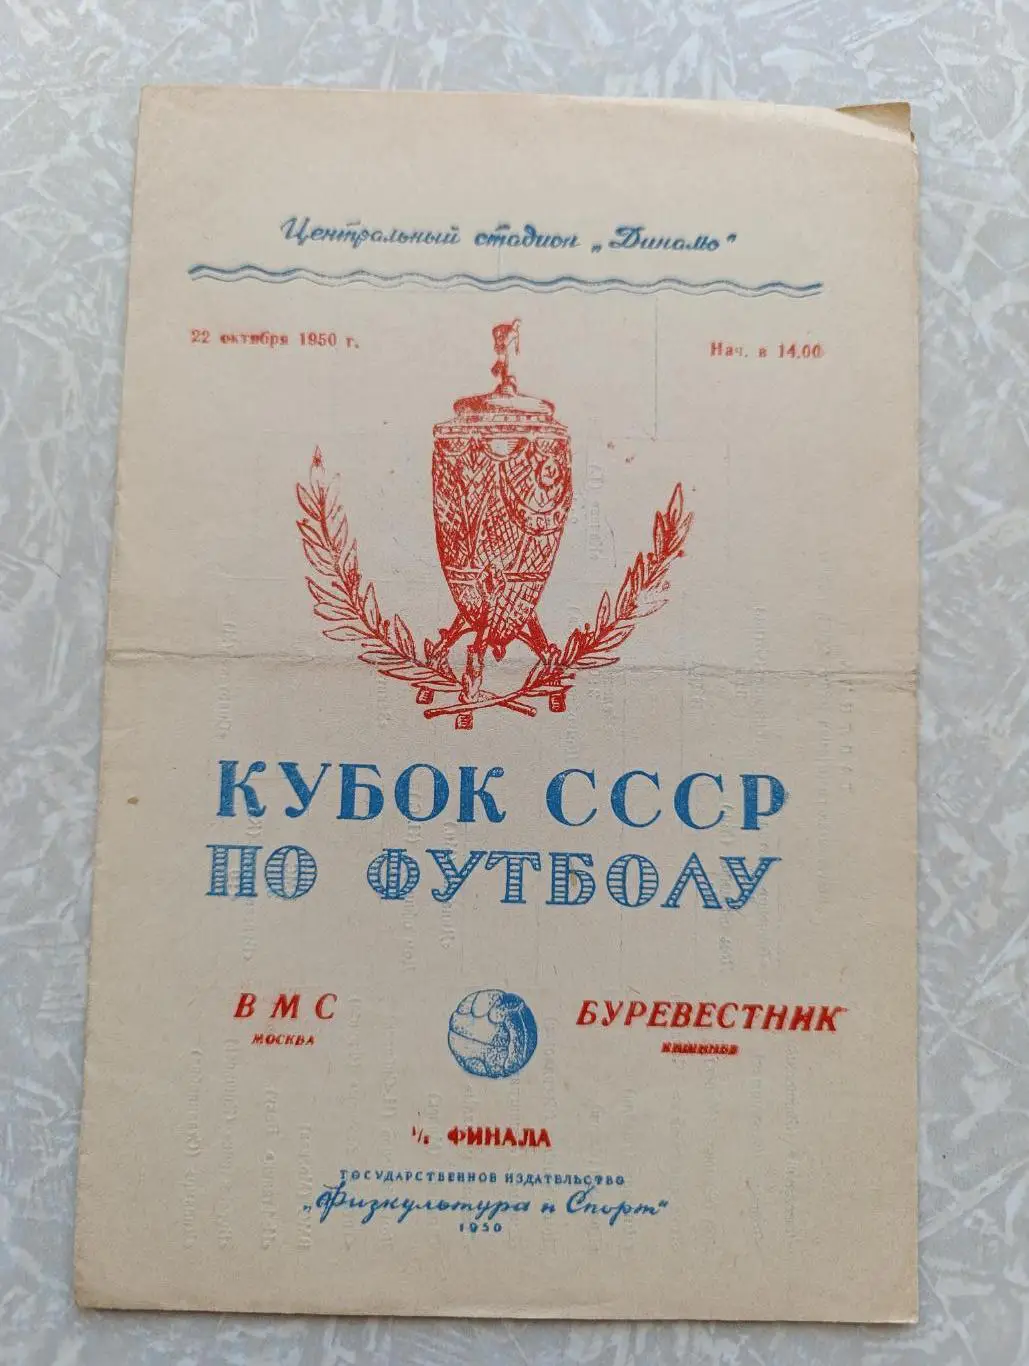 Центральный стадион „Динамо"
22 октября 1950 г.
Нач. в 14.00
КУБОК СССР
ПО ФУТБОЛУ
ВМС
МОСКВА
БУРЕВЕСТНИК
КИШИНЕВ
ФИНАЛА
ГОСУДАРСТВЕННОЕ ИЗДАТЕЛЬСТВО
„Физкультура и Спорт"
1950